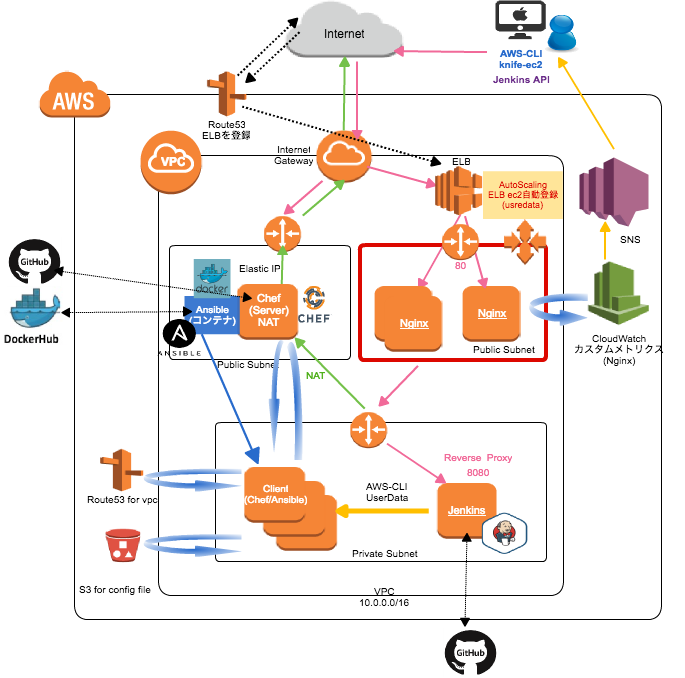 Internet
AWS-CLI
knife-ec2
Jenkins API
AWS
Route53
ELBを登録
VPC
Internet
Gateway
ELB
AutoScaling
ELB ec2自動登録
(usredata)
SNS
GitHub
docker
Elastic IP
80
Ansible
(コンテナ)
Chef
(Server)
NAT
CHEF
Nginx
Nginx
DockerHub
ANSIBLE
Public Subnet
Public Subnet
CloudWatch
カスタムメトリクス
(Nginx)
NAT
Reverse Proxy
8080
Route53 for vpc
Client
(Chef/Ansible)
AWS-CLI
UserData
Jenkins
Private Subnet
S3 for config file
VPC
10.0.0.0/16
GitHub